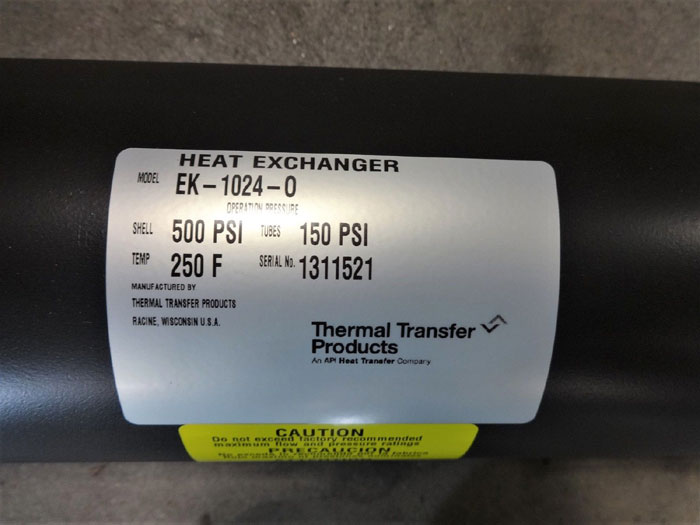 HEAT EXCHANGER
MODEL EK-1024-O
OPERATION PRESSURE
SHELL 500 PSI TUBES 150 PSI
TEMP 250 F SERIAL No. 1311521
MANUFACTURED BY
THERMAL TRANSFER PRODUCTS
RACINE, WISCONSIN U.S.A.
Thermal Transfer
Products
An API Heat Transfer Company
CAUTION
Do not exceed factory recommended
maximum flow and pressure ratings
PRECAUCION